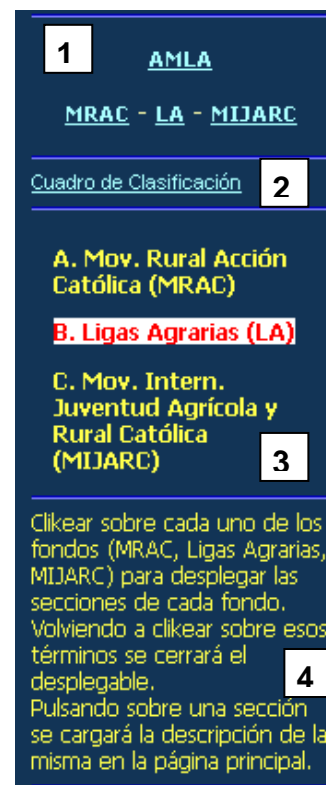 1
AMLA
MRAC - LA - MIJARC
Cuadro de Clasificación
2
A. Mov. Rural Acción
Católica (MRAC)
B. Ligas Agrarias (LA)
C. Mov. Intern.
Juventud Agrícola y
Rural Católica
(MIJARC)
3
Clikear sobre cada uno de los
fondos (MRAC, Ligas Agrarias,
MIJARC) para desplegar las
secciones de cada fondo.
Volviendo a clikear sobre esos
términos se cerrará el
desplegable.
4
Pulsando sobre una sección
se cargará la descripción de la
misma en la página principal.